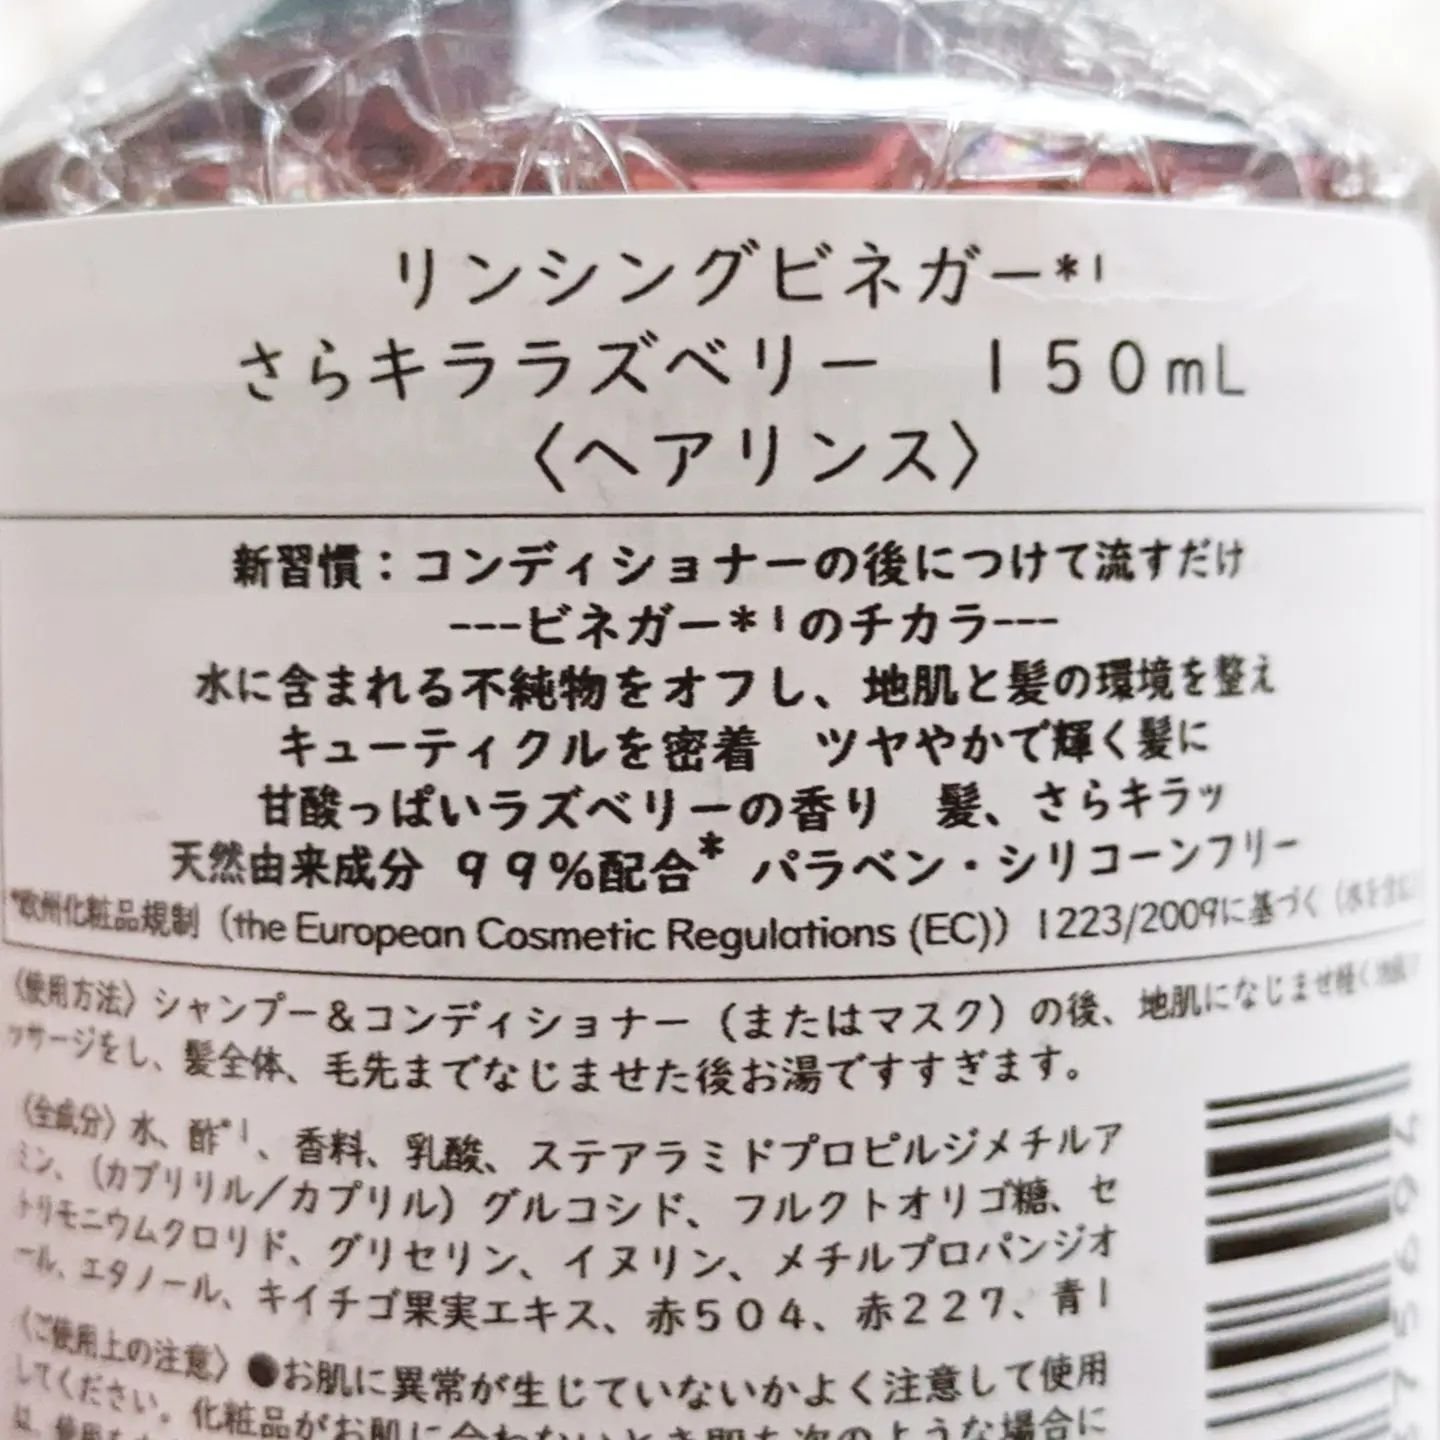 リンシングビネガー*1
さらキララズベリー　150mL
〈ヘアリンス〉
新習慣：コンディショナーの後につけて流すだけ
---ビネガー*1のチカラ---
水に含まれる不純物をオフし、地肌と髪の環境を整え
キューティクルを密着　ツヤやかで輝く髪に
甘酸っぱいラズベリーの香り　髪、さらキラッ
天然由来成分 99%配合* パラベン・シリコーンフリー
*欧州化粧品規制（the European Cosmetic Regulations (EC)）1223/2009に基づく（水を含む
〈使用方法〉シャンプー&コンディショナー（またはマスク）の後、地肌になじませ軽く
ッサージをし、髪全体、毛先までなじませた後お湯ですすぎます。
〈全成分〉水、酢*1、香料、乳酸、ステアラミドプロピルジメチルア
ミン、（カプリリル/カプリル）グルコシド、フルクトオリゴ糖、セ
トリモニウムクロリド、グリセリン、イヌリン、メチルプロパンジオ
ール、エタノール、キイチゴ果実エキス、赤504、赤227、青1
〈ご使用上の注意〉●お肌に異常が生じていないかよく注意して使用
してください。化粧品がお肌に合わないとき即ち次のような場合に